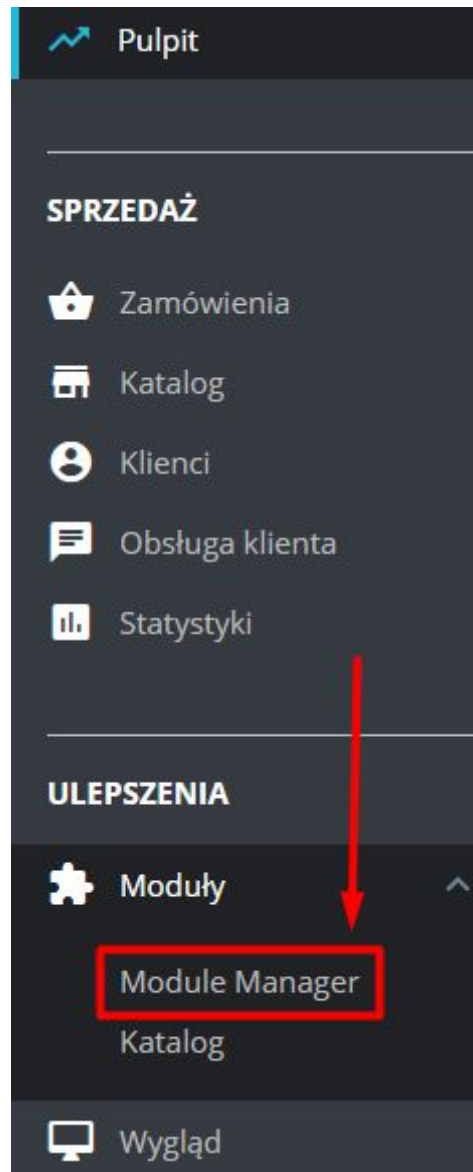 Pulpit
SPRZEDAŻ
Zamówienia
Katalog
Klienci
Obsługa klienta
Statystyki
ULEPSZENIA
Moduły
Module Manager
Katalog
Wygląd